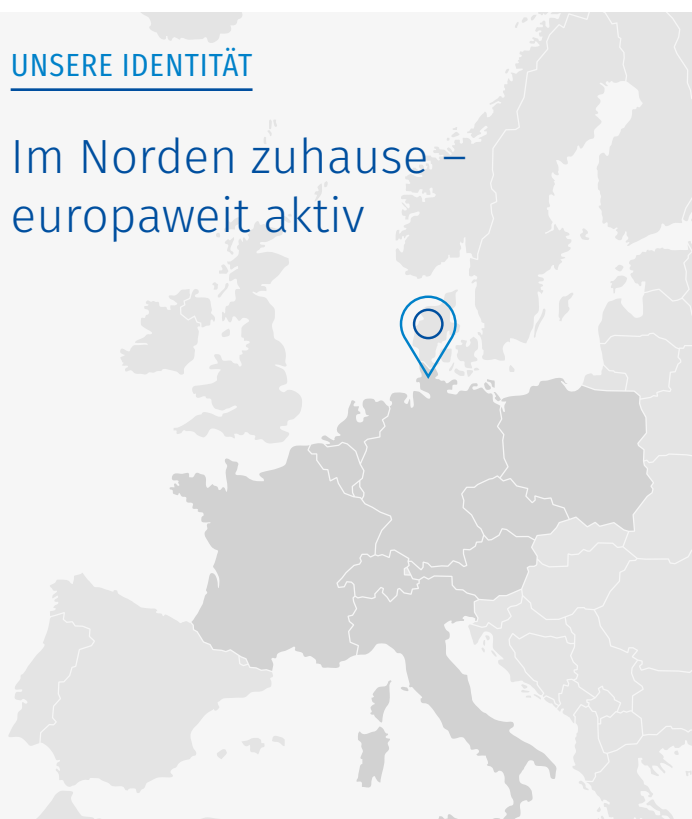 UNSERE IDENTITÄT
Im Norden zuhause –
europaweit aktiv